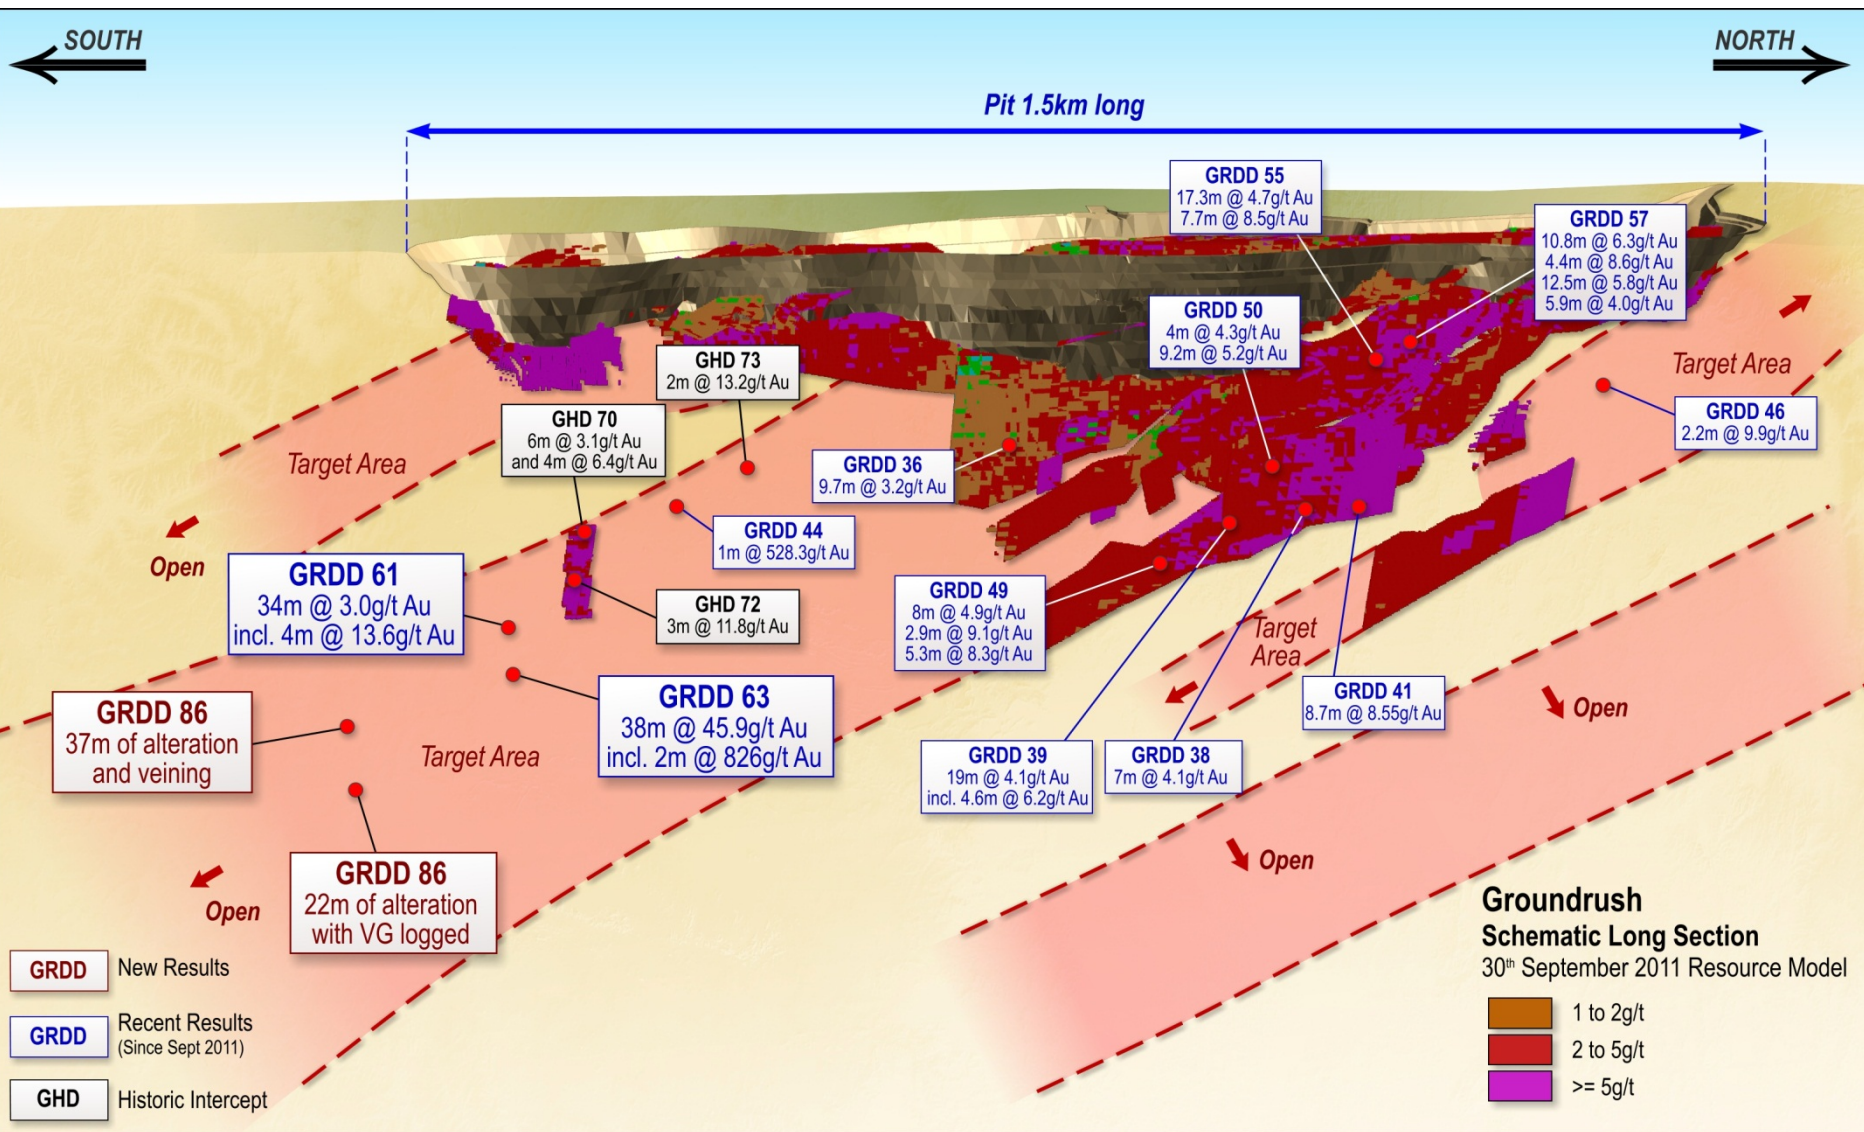 SOUTH
NORTH
Pit 1.5km long
GRDD 55
17.3m @ 4.7g/t Au
7.7m @ 8.5g/t Au
GRDD 57
10.8m @ 6.3g/t Au
4.4m @ 8.6g/t Au
12.5m @ 5.8g/t Au
5.9m @ 4.0g/t Au
GRDD 50
4m @ 4.3g/t Au
9.2m @ 5.2g/t Au
GHD 73
2m @ 13.2g/t Au
Target Area
GRDD 46
2.2m @ 9.9g/t Au
GHD 70
6m @ 3.1g/t Au
and 4m @ 6.4g/t Au
Target Area
GRDD 36
9.7m @ 3.2g/t Au
GRDD 44
1m @ 528.3g/t Au
Open
GRDD 61
34m @ 3.0g/t Au
incl. 4m @ 13.6g/t Au
GHD 72
3m @ 11.8g/t Au
GRDD 49
8m @ 4.9g/t Au
2.9m @ 9.1g/t Au
5.3m @ 8.3g/t Au
Target
Area
GRDD 63
38m @ 45.9g/t Au
incl. 2m @ 826g/t Au
GRDD 41
8.7m @ 8.55g/t Au
Open
GRDD 86
37m of alteration
and veining
Target Area
GRDD 39
19m @ 4.1g/t Au
incl. 4.6m @ 6.2g/t Au
GRDD 38
7m @ 4.1g/t Au
Open
GRDD 86
22m of alteration
with VG logged
Open
GRDD New Results
GRDD Recent Results
(Since Sept 2011)
GHD Historic Intercept
Groundrush
Schematic Long Section
30th September 2011 Resource Model
1 to 2g/t
2 to 5g/t
>= 5g/t